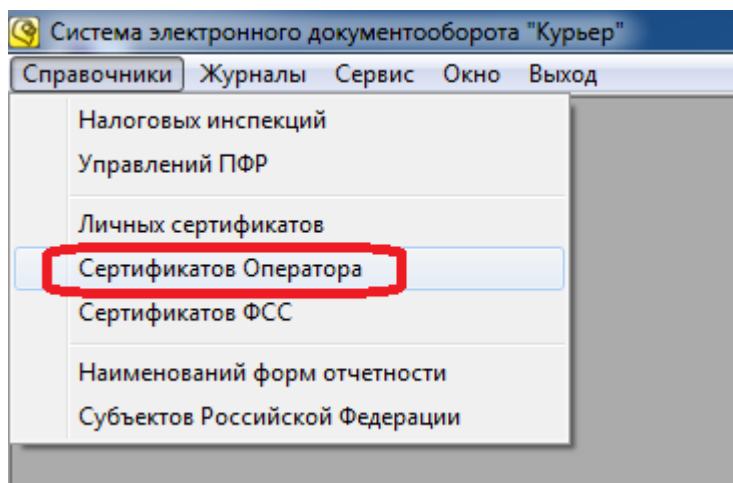 Система электронного документооборота "Курьер"
Справочники Журналы Сервис Окно Выход
Налоговых инспекций
Управлений ПФР
Личных сертификатов
Сертификатов Оператора
Сертификатов ФСС
Наименований форм отчетности
Субъектов Российской Федерации